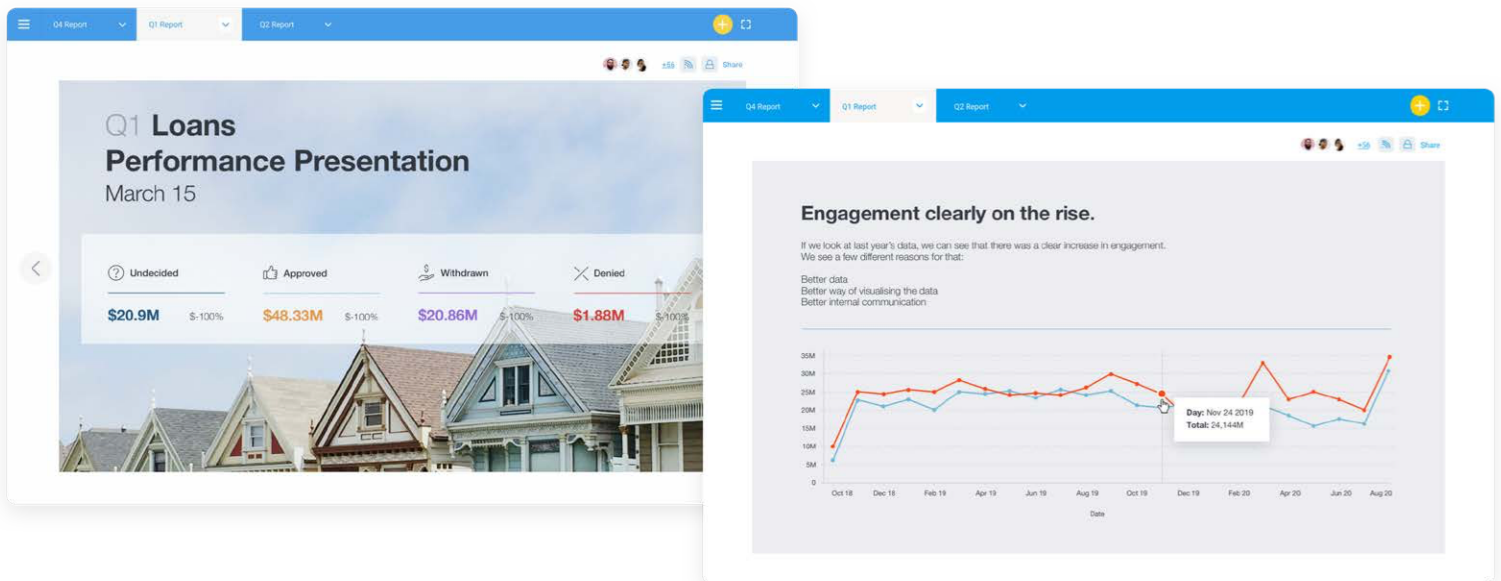 Q4 Report
Q1 Report
Q2 Report
+56
Share
Q1 Loans
Performance Presentation
March 15
Undecided
Approved
Withdrawn
Denied
$20.9M $-100%
$48.33M $-100%
$20.86M $-100%
$1.88M $-100%
Q4 Report
Q1 Report
Q2 Report
+56
Share
Engagement clearly on the rise.
If we look at last year's data, we can see that there was a clear increase in engagement.
We see a few different reasons for that:
Better data
Better way of visualising the data
Better internal communication
35M
30M
25M
20M
15M
10M
5M
0
Day: Nov 24 2019
Total: 24,144M
Oct 18 Dec 18 Feb 19 Apr 19 Jun 19 Aug 19 Oct 19 Dec 19 Feb 20 Apr 20 Jun 20 Aug 20
Date